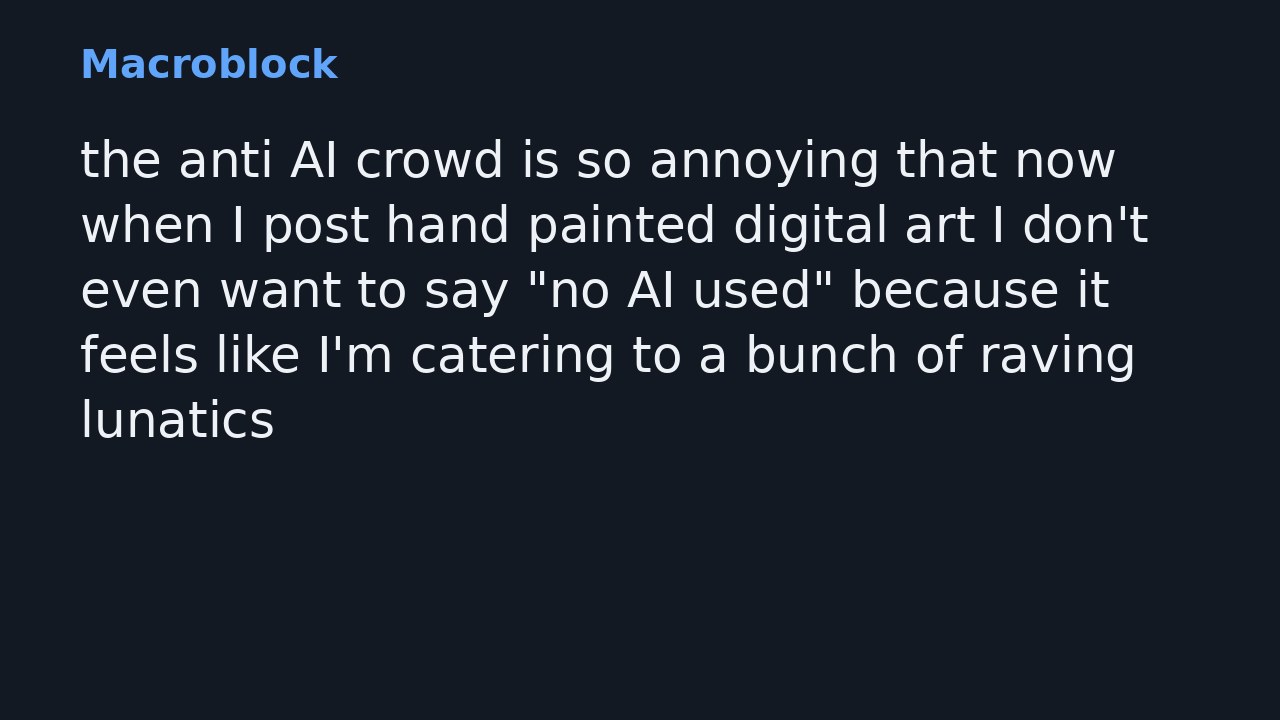 Macroblock
the anti AI crowd is so annoying that now
when I post hand painted digital art I don't
even want to say "no AI used" because it
feels like I'm catering to a bunch of raving
lunatics